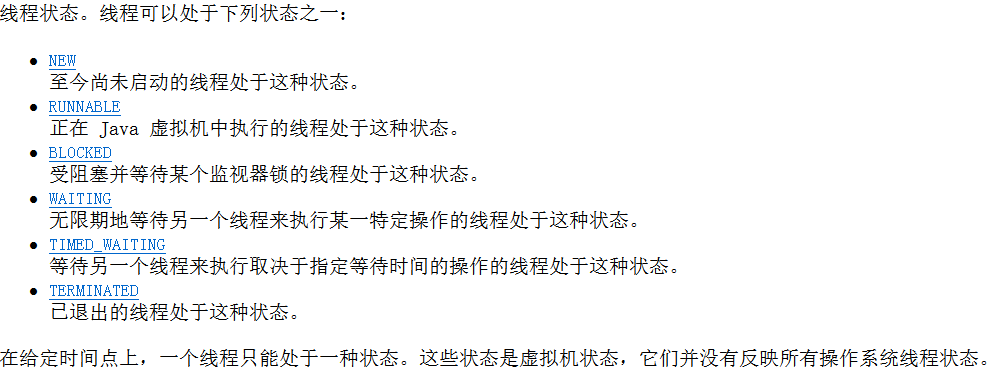 线程状态。线程可以处于下列状态之一：
● NEW
至今尚未启动的线程处于这种状态。
● RUNNABLE
正在 Java 虚拟机中执行的线程处于这种状态。
● BLOCKED
受阻塞并等待某个监视器锁的线程处于这种状态。
● WAITING
无限期地等待另一个线程来执行某一特定操作的线程处于这种状态。
● TIMED_WAITING
等待另一个线程来执行取决于指定等待时间的操作的线程处于这种状态。
● TERMINATED
已退出的线程处于这种状态。
在给定时间点上，一个线程只能处于一种状态。这些状态是虚拟机状态，它们并没有反映所有操作系统线程状态。